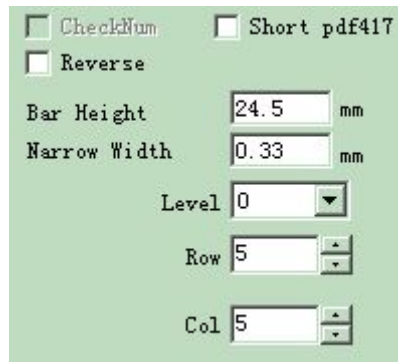 CheckNum Short pdf417
Reverse
Bar Height 24.5 mm
Narrow Width 0.33 mm
Level 0
Row 5
Col 5